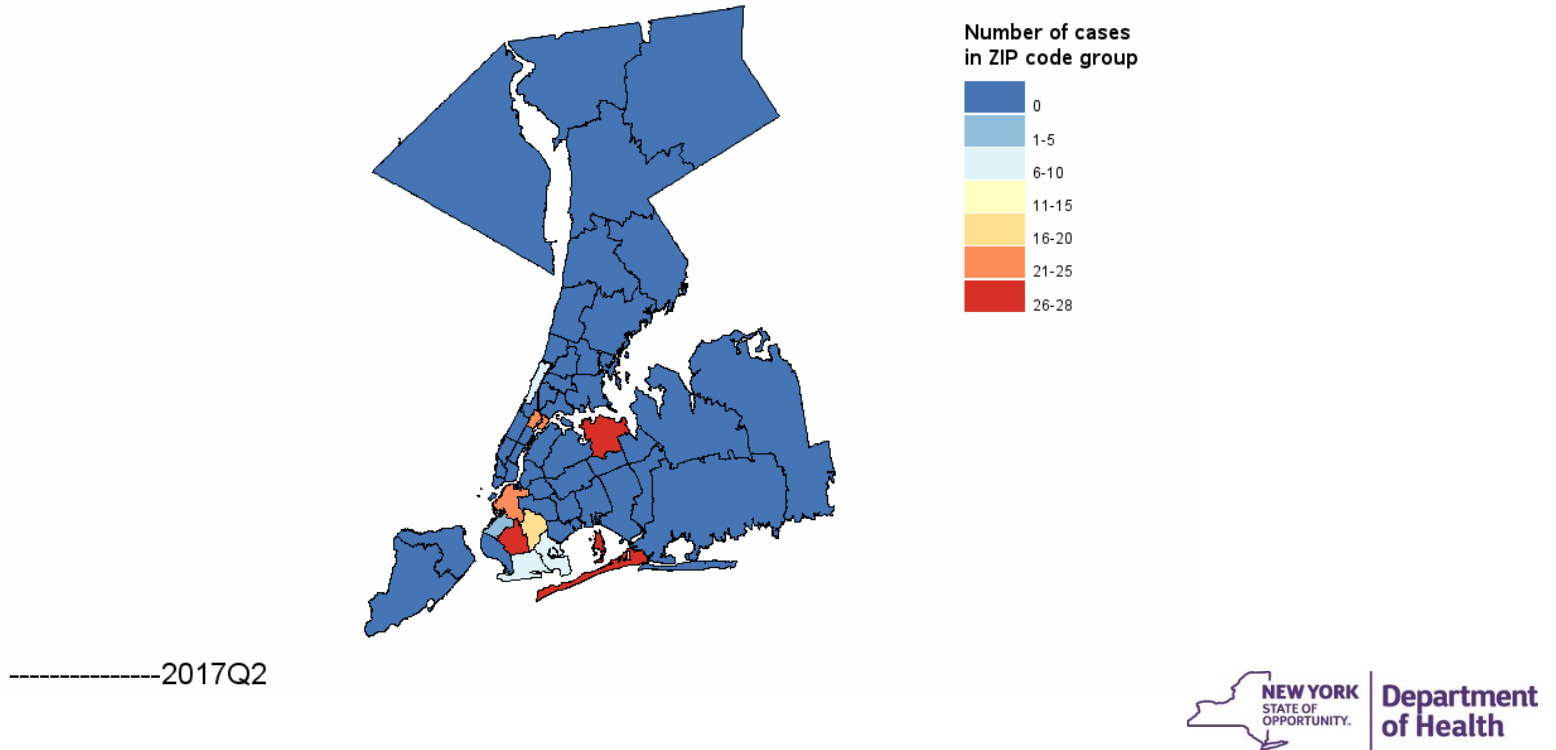 Number of cases
in ZIP code group
0
1-5
6-10
11-15
16-20
21-25
26-28
---------------2017Q2
NEW YORK
STATE OF
OPPORTUNITY.
Department
of Health